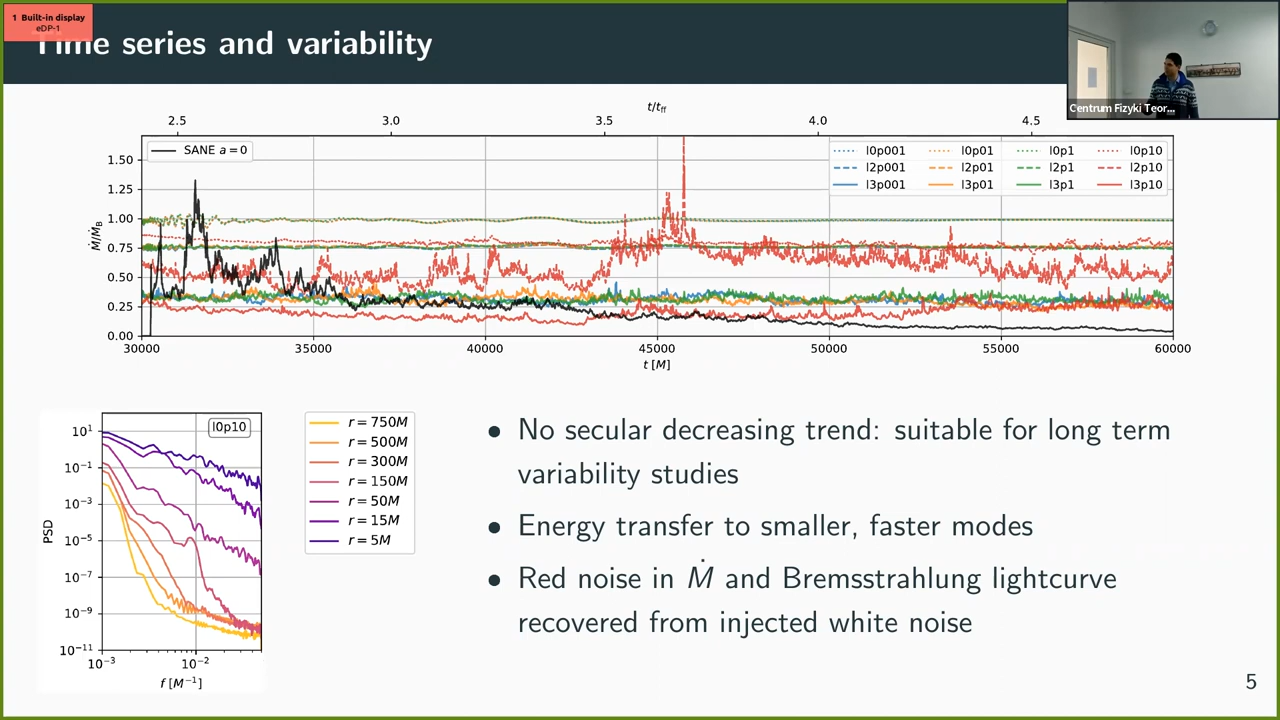 1 Built-in display
eDP-1
Time series and variability
Centrum Fizyki Teor...
t/t_ff
2.5 3.0 3.5 4.0 4.5
SANE a = 0
l0p001 l0p01 l0p1 l0p10
l2p001 l2p01 l2p1 l2p10
l3p001 l3p01 l3p1 l3p10
1.50
1.25
1.00
0.75
0.50
0.25
0.00
Ṁ/Ṁ_B
30000 35000 40000 45000 50000 55000 60000
t [M]
l0p10
10¹
10⁻¹
10⁻³
10⁻⁵
10⁻⁷
10⁻⁹
10⁻¹¹
PSD
10⁻³ 10⁻²
f [M⁻¹]
r = 750M
r = 500M
r = 300M
r = 150M
r = 50M
r = 15M
r = 5M
• No secular decreasing trend: suitable for long term
variability studies
• Energy transfer to smaller, faster modes
• Red noise in Ṁ and Bremsstrahlung lightcurve
recovered from injected white noise
5